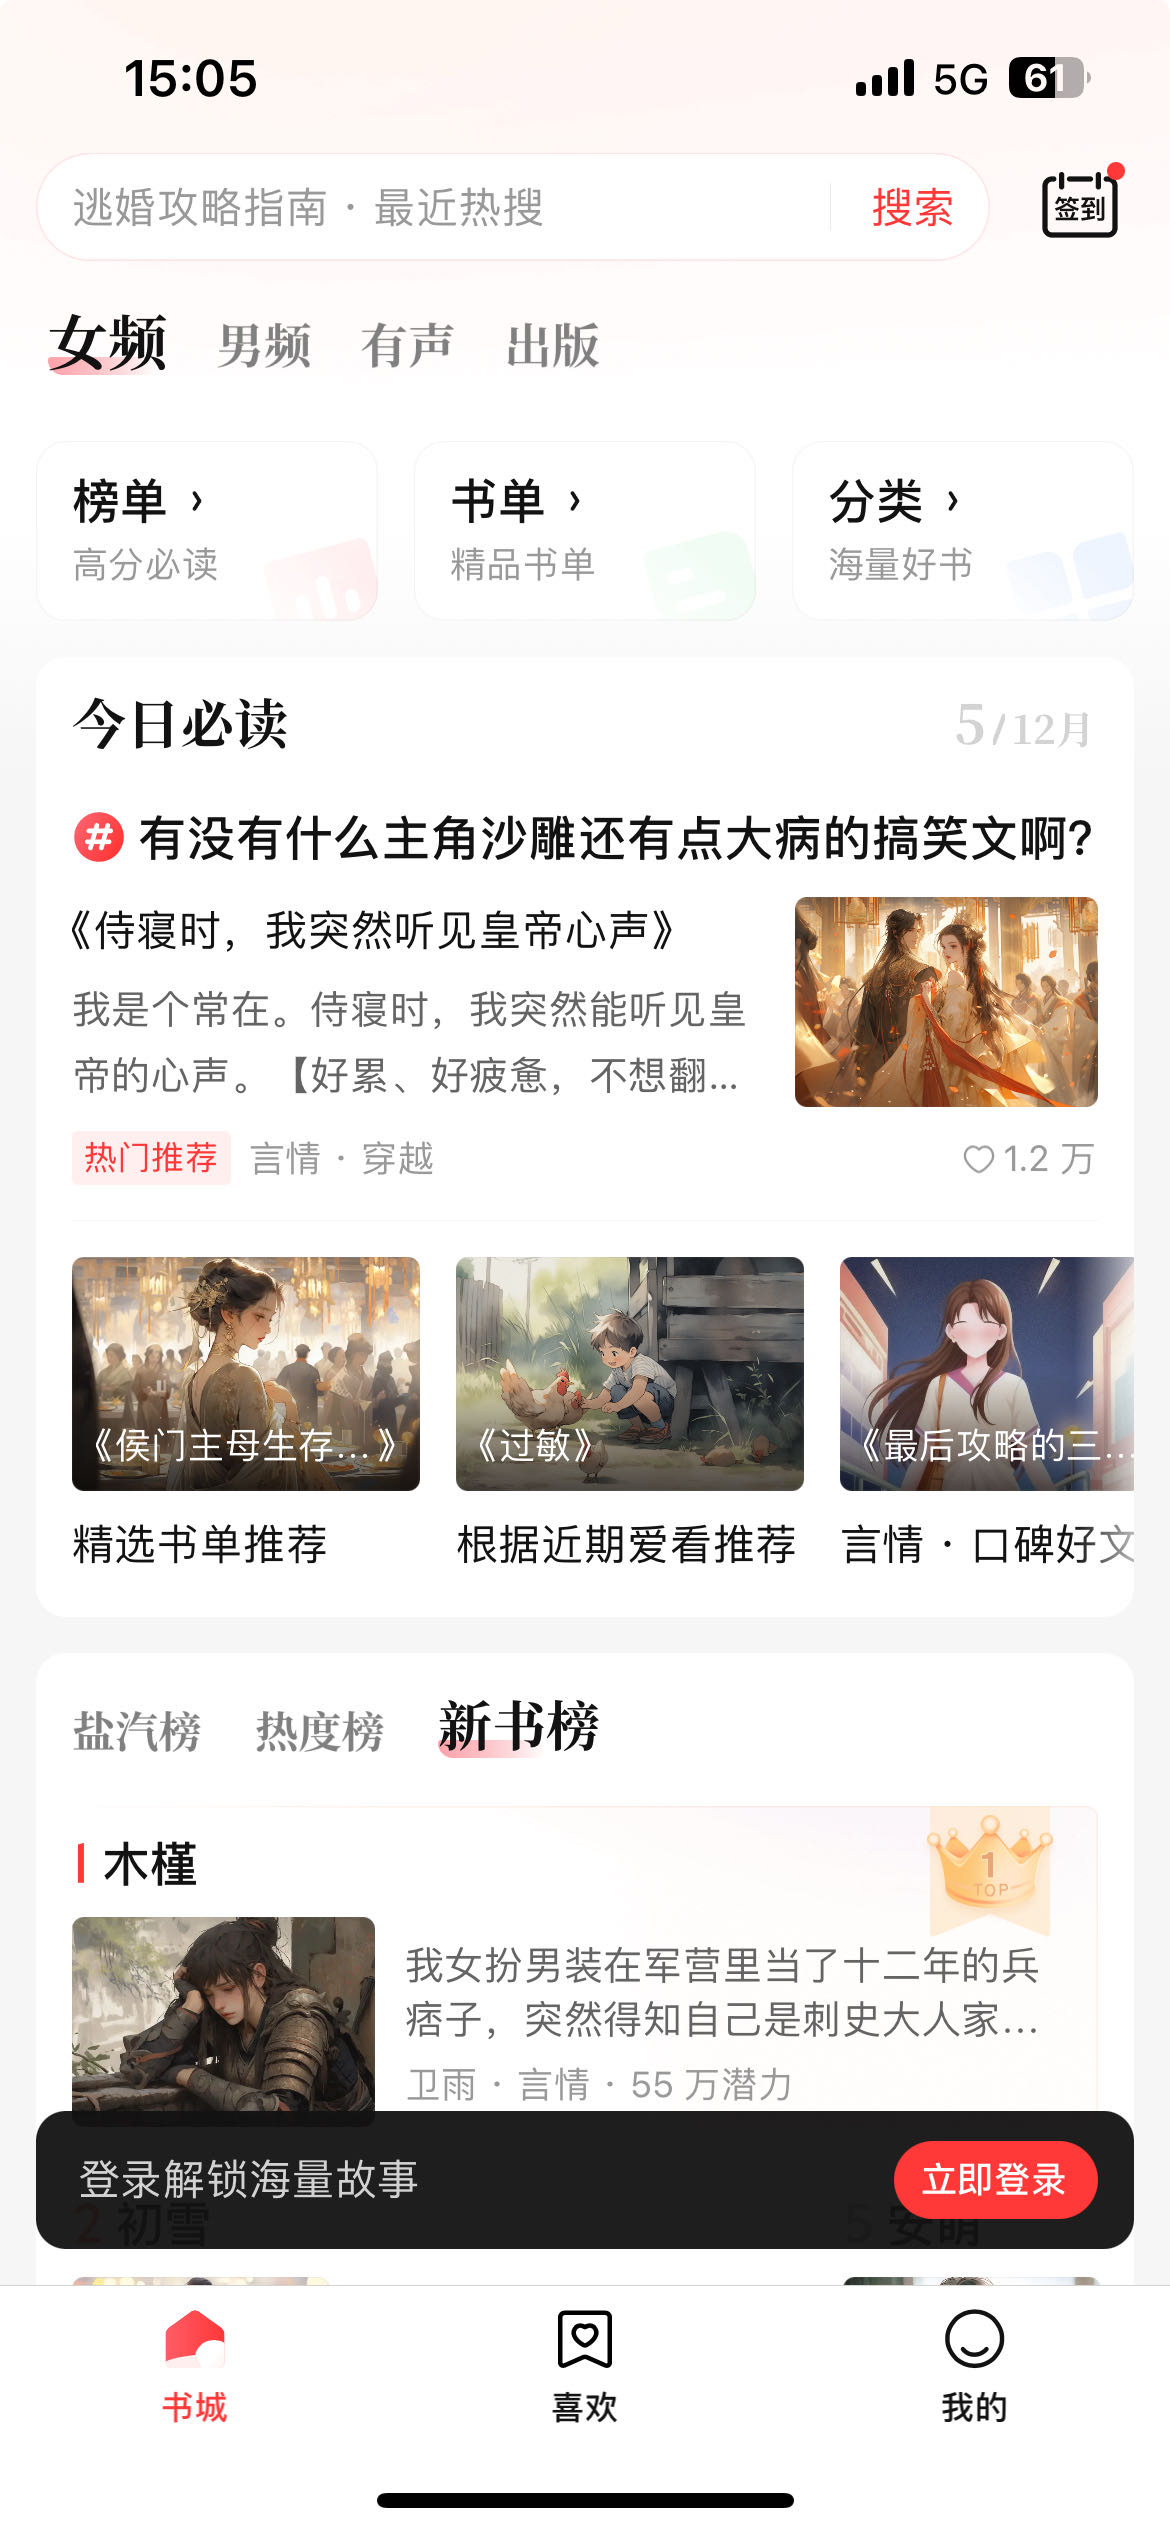 15:05
5G
61
逃婚攻略指南 · 最近热搜
搜索
签到
女频 男频 有声 出版
榜单 ›
高分必读
书单 ›
精品书单
分类 ›
海量好书
今日必读
5/12月
# 有没有什么主角沙雕还有点大病的搞笑文啊?
《侍寝时，我突然听见皇帝心声》
我是个常在。侍寝时，我突然能听见皇
帝的心声。【好累、好疲惫，不想翻...
热门推荐 言情 · 穿越
1.2 万
《侯门主母生存...》
《过敏》
《最后攻略的三...
精选书单推荐
根据近期爱看推荐
言情 · 口碑好文
盐汽榜 热度榜 新书榜
木槿
1
TOP
我女扮男装在军营里当了十二年的兵
痞子，突然得知自己是刺史大人家...
卫雨 · 言情 · 55 万潜力
登录解锁海量故事
立即登录
2 初雪
5 安萌
书城
喜欢
我的